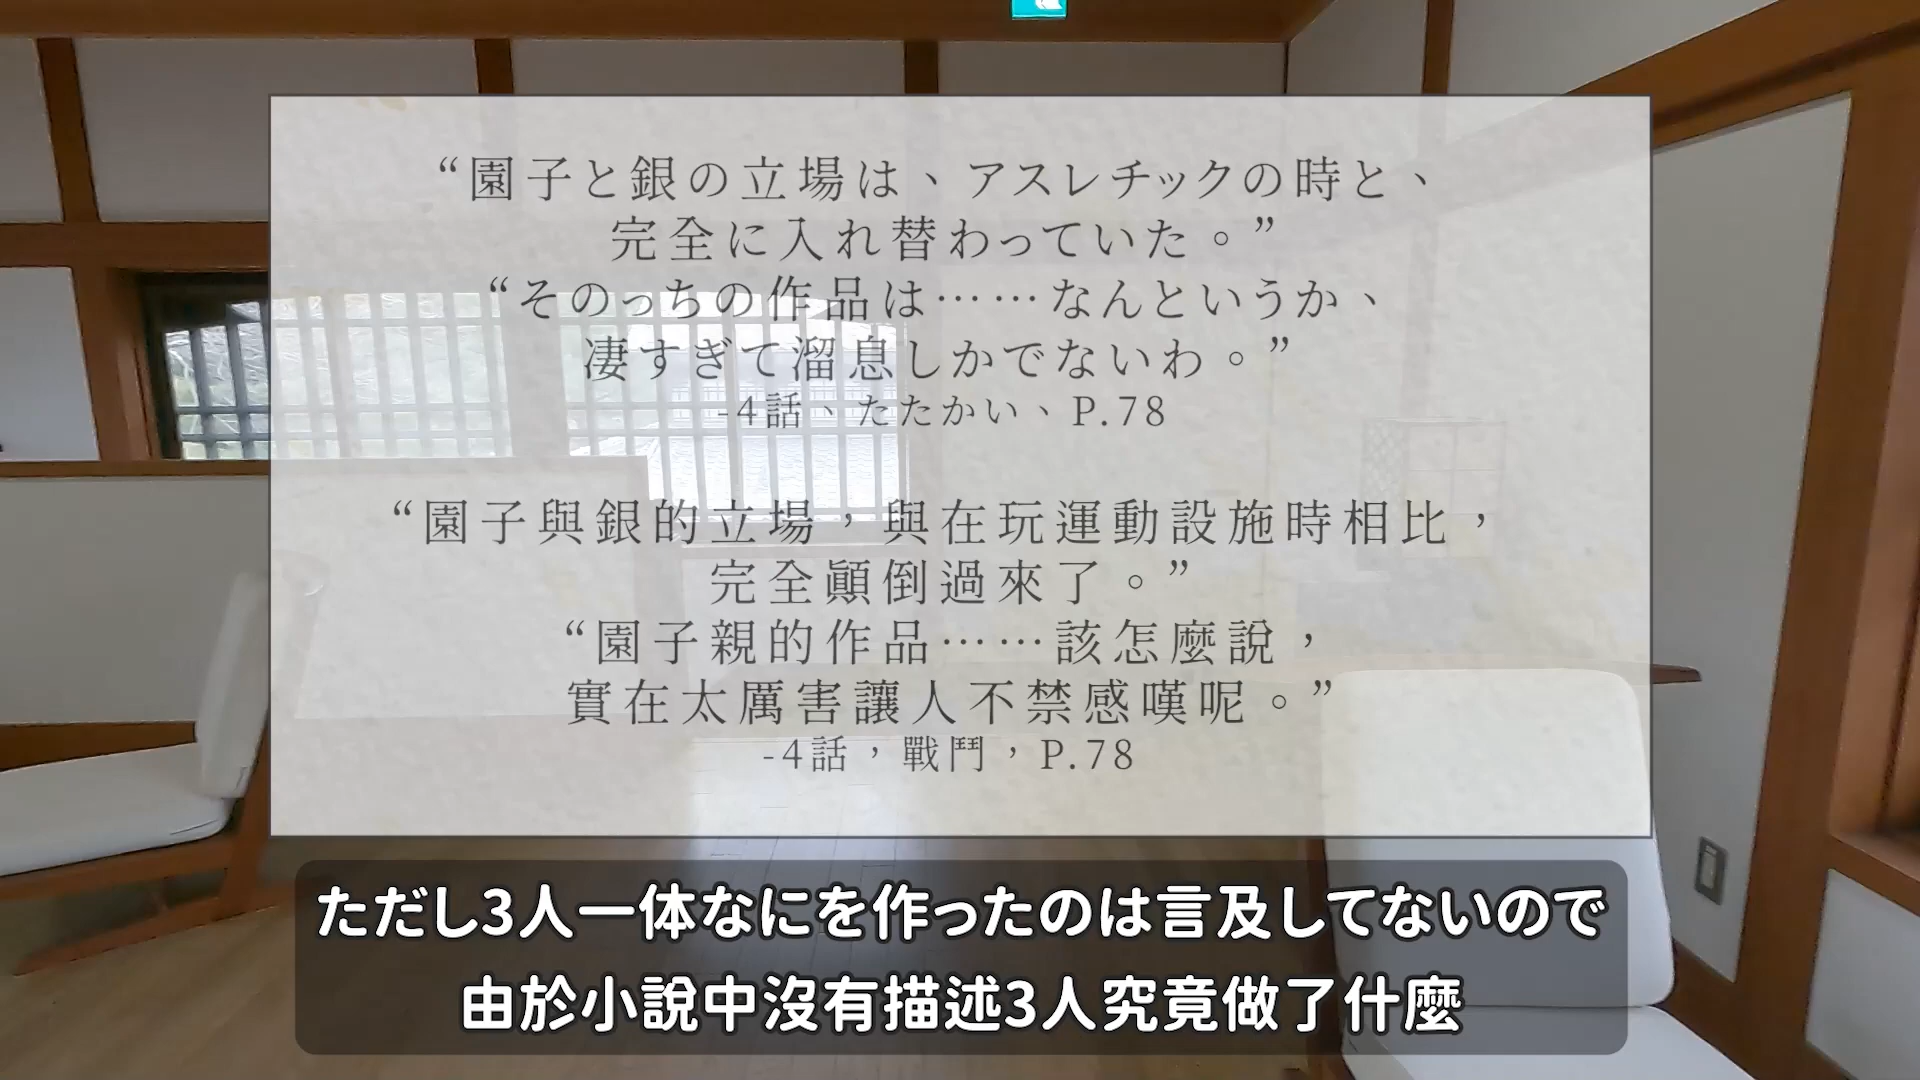 “園子と銀の立場は、アスレチックの時と、
完全に入れ替わっていた。”
“そのっちの作品は……なんというか、
凄すぎて溜息しかでないわ。”
-4話、たたかい、P.78
“園子與銀的立場，與在玩運動設施時相比，
完全顚倒過來了。”
“園子親的作品……該怎麼說，
實在太厲害讓人不禁感嘆呢。”
-4話，戰鬥，P.78
ただし3人一体なにを作ったのは言及してないので
由於小說中沒有描述3人究竟做了什麼